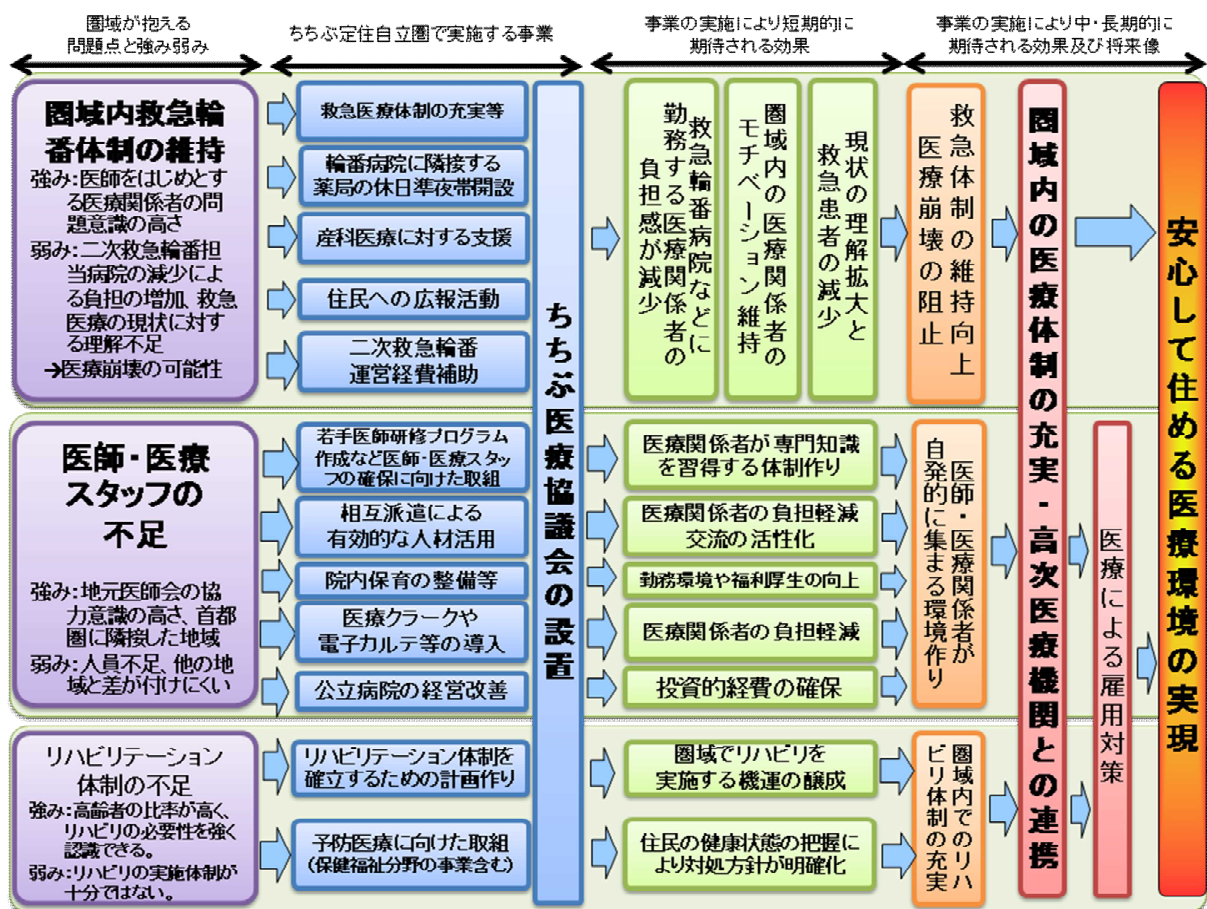 圏域が抱える
問題点と強み弱み
ちちぶ定住自立圏で実施する事業
事業の実施により短期的に
期待される効果
事業の実施により中・長期的に
期待される効果及び将来像
圏域内救急輪
番体制の維持
強み:医師をはじめとす
る医療関係者の問
題意識の高さ
弱み:二次救急輪番担
当病院の減少によ
る負担の増加、救急
医療の現状に対す
る理解不足
→医療崩壊の可能性
救急医療体制の充実等
輪番病院に隣接する
薬局の休日準夜帯開設
産科医療に対する支援
住民への広報活動
二次救急輪番
運営経費補助
救急輪番病院などに
勤務する医療関係者の
負担感が減少
圏域内の医療関係者の
モチベーション維持
現状の理解拡大と
救急患者の減少
救急体制の維持向上
医療崩壊の阻止
医師・医療
スタッフの
不足
強み:地元医師会の協
力意識の高さ、首都
圏に隣接した地域
弱み:人員不足、他の地
域と差が付けにくい
若手医師研修プログラム
作成など医師・医療スタッ
フの確保に向けた取組
相互派遣による
有効的な人材活用
院内保育の整備等
医療クラークや
電子カルテ等の導入
公立病院の経営改善
医療関係者が専門知識
を習得する体制作り
医療関係者の負担軽減
交流の活性化
勤務環境や福利厚生の向上
医療関係者の負担軽減
投資的経費の確保
医師・医療関係者が
自発的に集まる環境作り
リハビリテーション
体制の不足
強み:高齢者の比率が高く、
リハビリの必要性を強く
認識できる。
弱み:リハビリの実施体制が
十分ではない。
リハビリテーション体制を
確立するための計画作り
予防医療に向けた取組
(保健福祉分野の事業含む)
圏域でリハビリを
実施する機運の醸成
住民の健康状態の把握に
より対処方針が明確化
圏域内でのリハ
ビリ体制の充実
ちちぶ医療協議会の設置
圏域内の医療体制の充実・高次医療機関との連携
医療による雇用対策
安心して住める医療環境の実現